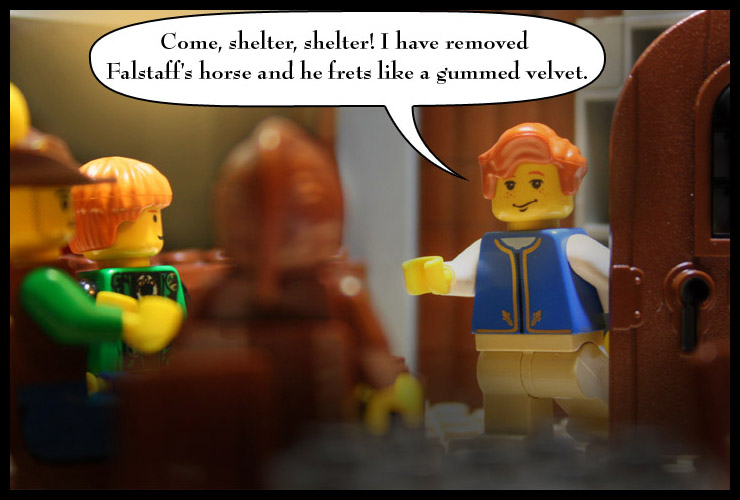 Come, shelter, shelter! I have removed
Falstaff's horse and he frets like a gummed velvet.